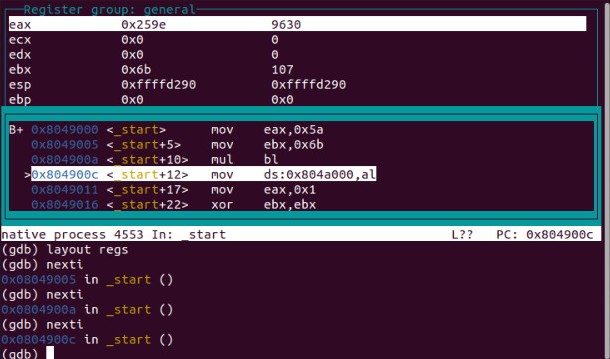 Register group: general
eax 0x259e 9630
ecx 0x0 0
edx 0x0 0
ebx 0x6b 107
esp 0xffffd290 0xffffd290
ebp 0x0 0x0
B+ 0x8049000 <_start> mov eax,0x5a
0x8049005 <_start+5> mov ebx,0x6b
0x804900a <_start+10> mul bl
>0x804900c <_start+12> mov ds:0x804a000,al
0x8049011 <_start+17> mov eax,0x1
0x8049016 <_start+22> xor ebx,ebx
native process 4553 In: _start L?? PC: 0x804900c
(gdb) layout regs
(gdb) nexti
0x08049005 in _start ()
(gdb) nexti
0x0804900a in _start ()
(gdb) nexti
0x0804900c in _start ()
(gdb)